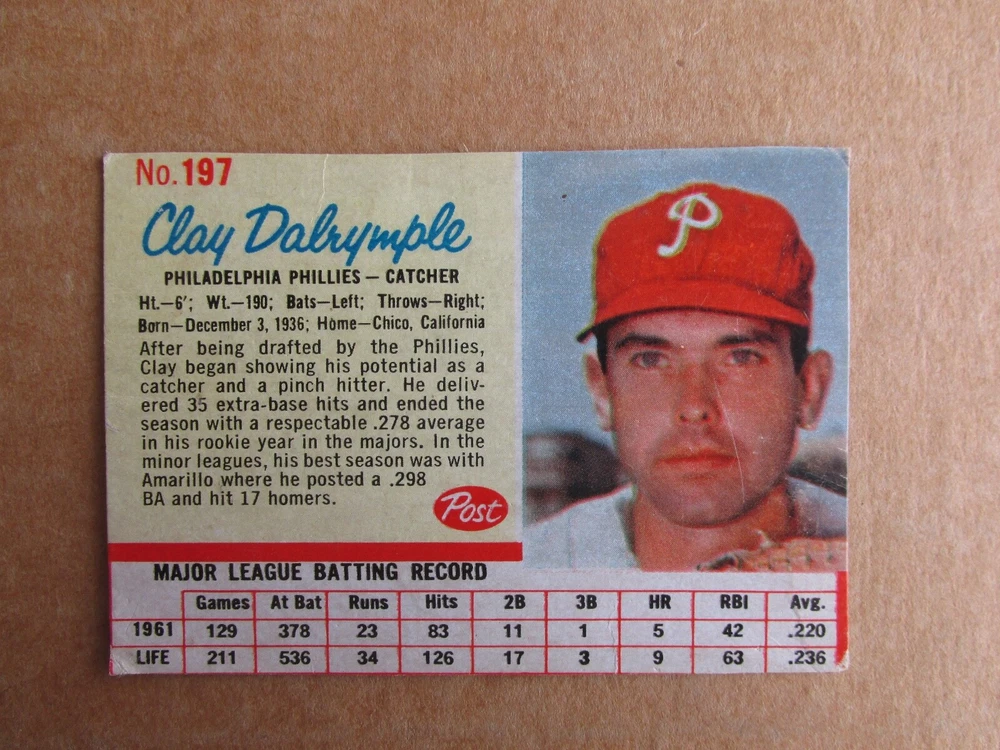 No. 197
Clay Dalrymple
PHILADELPHIA PHILLIES — CATCHER
Ht.—6'; Wt.—190; Bats—Left; Throws—Right;
Born—December 3, 1936; Home—Chico, California
After being drafted by the Phillies,
Clay began showing his potential as a
catcher and a pinch hitter. He deliv-
ered 35 extra-base hits and ended the
season with a respectable .278 average
in his rookie year in the majors. In the
minor leagues, his best season was with
Amarillo where he posted a .298
BA and hit 17 homers.
Post
P
MAJOR LEAGUE BATTING RECORD
Games At Bat Runs Hits 2B 3B HR RBI Avg.
1961 129 378 23 83 11 1 5 42 .220
LIFE 211 536 34 126 17 3 9 63 .236